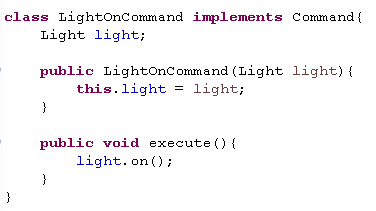 class LightOnCommand implements Command{
    Light light;

    public LightOnCommand(Light light){
        this.light = light;
    }

    public void execute(){
        light.on();
    }
}